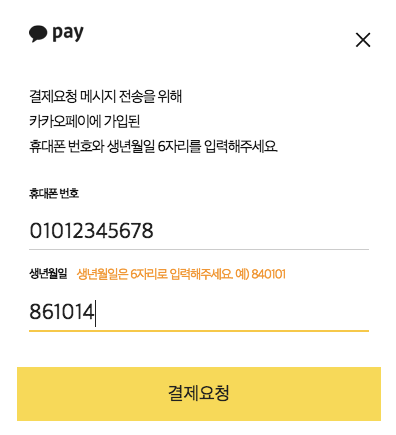 pay
결제요청 메시지 전송을 위해
카카오페이에 가입된
휴대폰 번호와 생년월일 6자리를 입력해주세요.
휴대폰 번호
01012345678
생년월일 생년월일은 6자리로 입력해주세요. 예) 840101
861014
결제요청